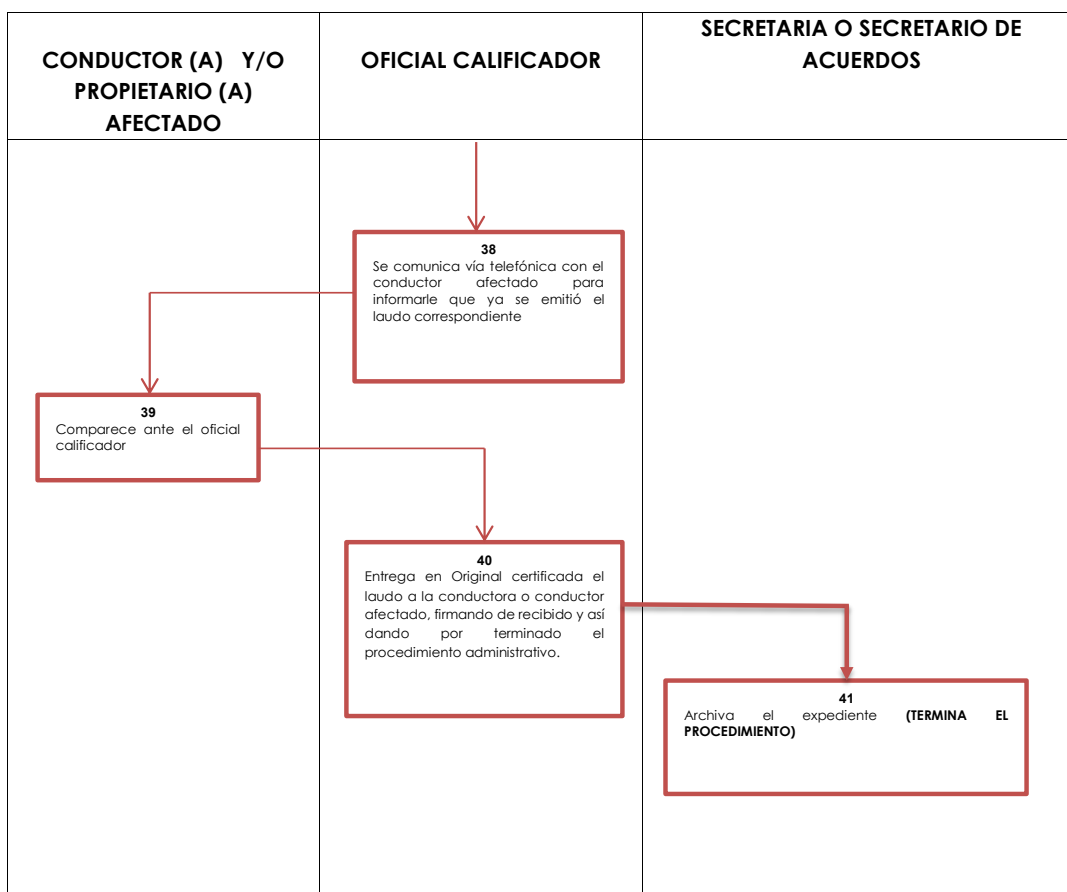 CONDUCTOR (A) Y/O
PROPIETARIO (A)
AFECTADO
OFICIAL CALIFICADOR
SECRETARIA O SECRETARIO DE
ACUERDOS
38
Se comunica vía telefónica con el
conductor afectado para
informarle que ya se emitió el
laudo correspondiente
39
Comparece ante el oficial
calificador
40
Entrega en Original certificada el
laudo a la conductora o conductor
afectado, firmando de recibido y así
dando por terminado el
procedimiento administrativo.
41
Archiva el expediente (TERMINA EL
PROCEDIMIENTO)